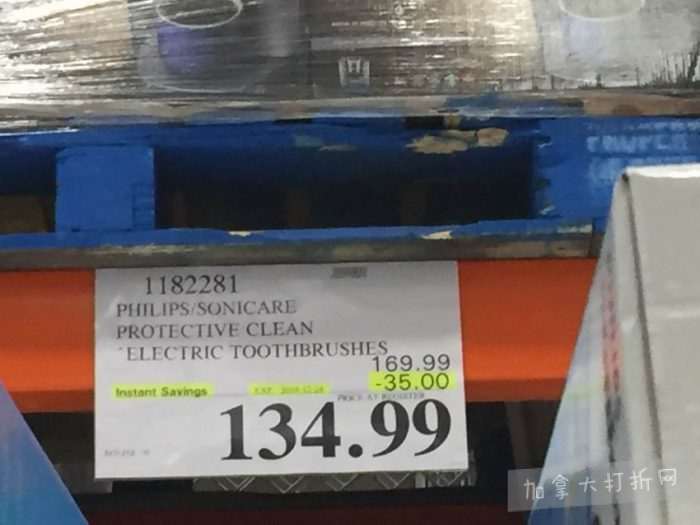 1182281
PHILIPS/SONICARE
PROTECTIVE CLEAN
ELECTRIC TOOTHBRUSHES
169.99
Instant Savings
-35.00
PRICE AT REGISTER
134.99
加拿大打折网